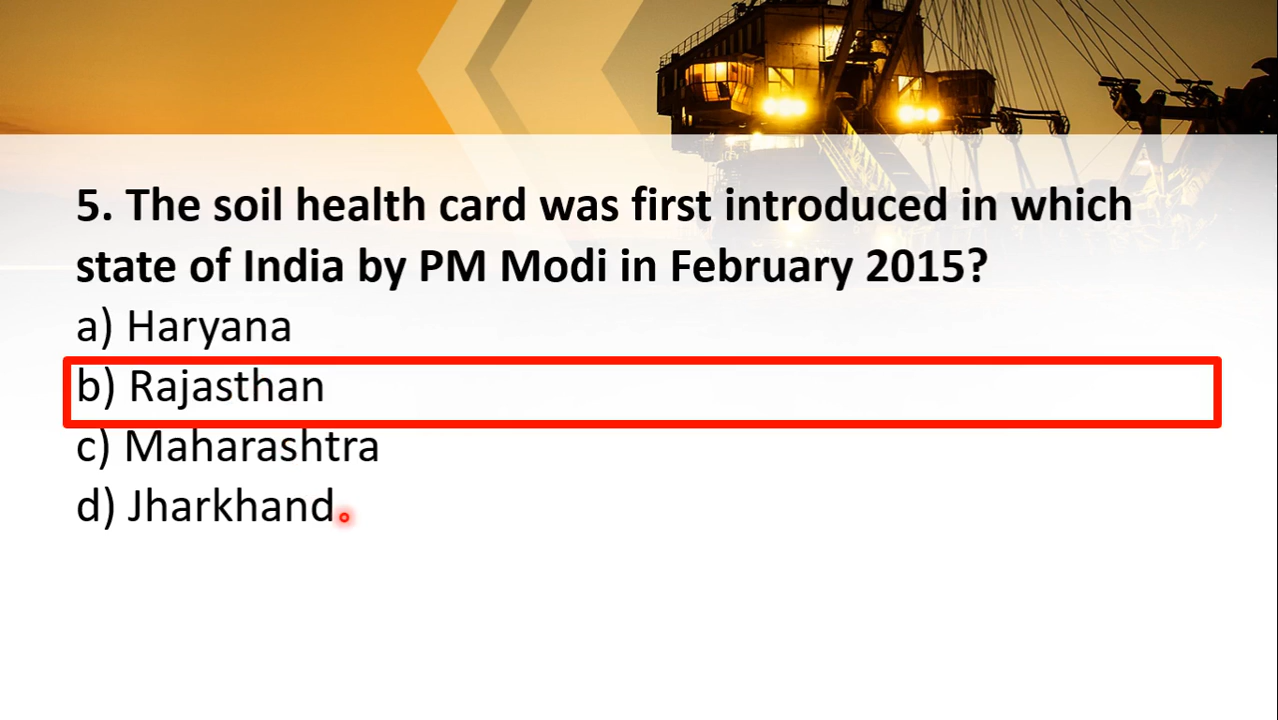 5. The soil health card was first introduced in which
state of India by PM Modi in February 2015?
a) Haryana
b) Rajasthan
c) Maharashtra
d) Jharkhand